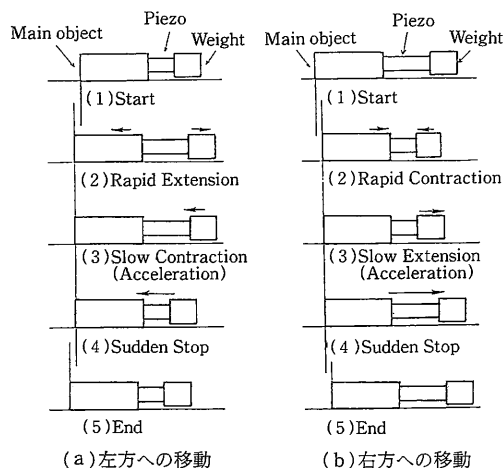 Main object
Piezo
Weight
(1)Start
(2)Rapid Extension
(3)Slow Contraction
(Acceleration)
(4)Sudden Stop
(5)End
(a)左方への移動
Main object
Piezo
Weight
(1)Start
(2)Rapid Contraction
(3)Slow Extension
(Acceleration)
(4)Sudden Stop
(5)End
(b)右方への移動